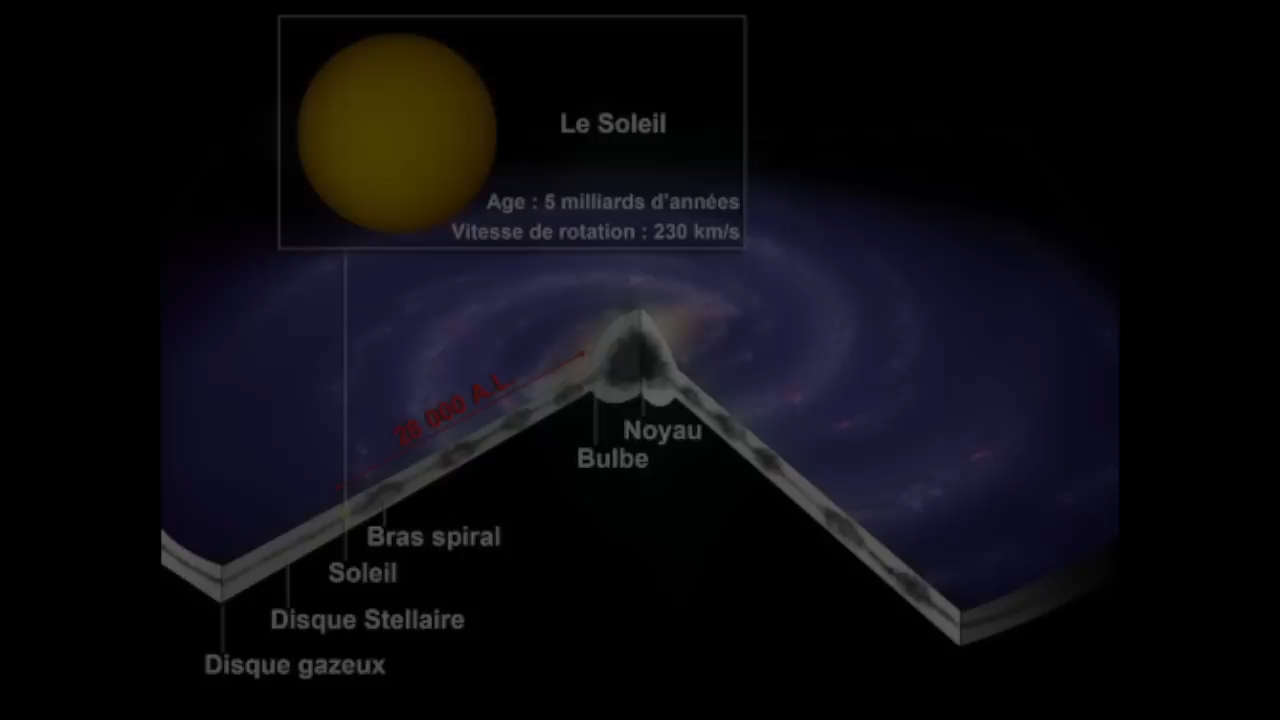 Le Soleil
Age : 5 milliards d'années
Vitesse de rotation : 230 km/s
28 000 A.L.
Noyau
Bulbe
Bras spiral
Soleil
Disque Stellaire
Disque gazeux